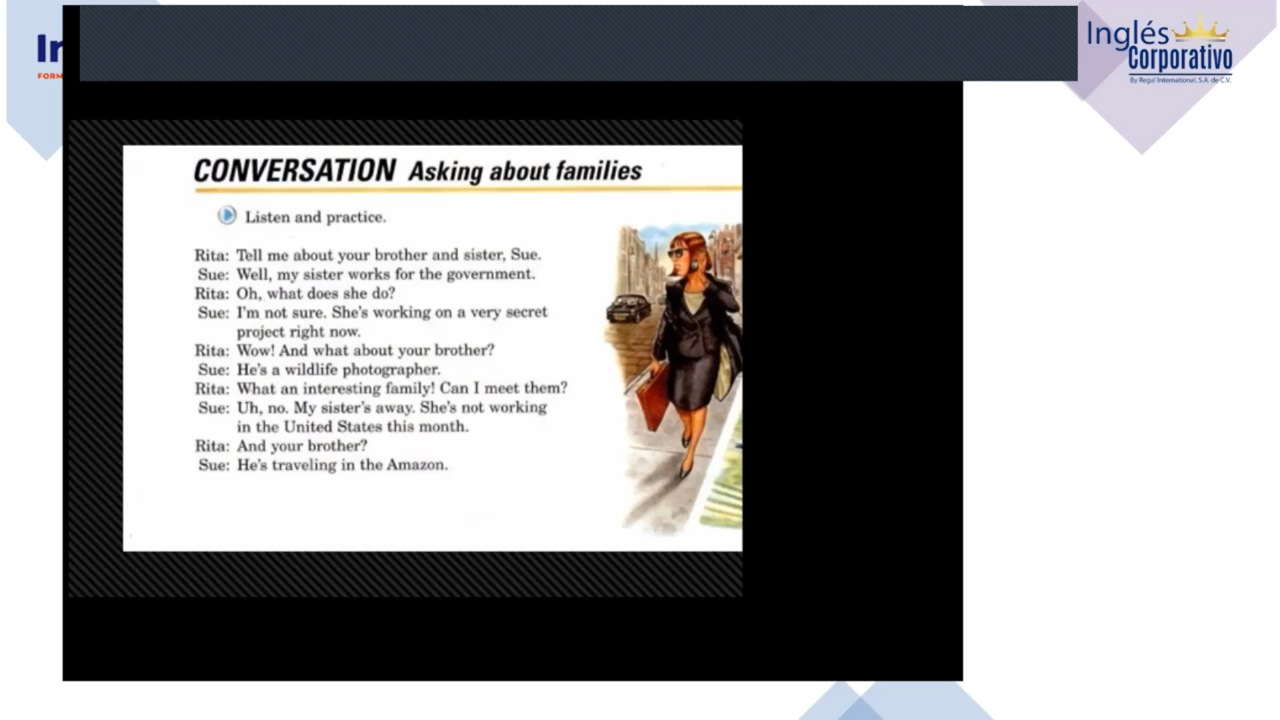 Inglés
Corporativo
By Regal International, S.A. de C.V.
CONVERSATION Asking about families
Listen and practice.
Rita: Tell me about your brother and sister, Sue.
Sue: Well, my sister works for the government.
Rita: Oh, what does she do?
Sue: I'm not sure. She's working on a very secret
project right now.
Rita: Wow! And what about your brother?
Sue: He's a wildlife photographer.
Rita: What an interesting family! Can I meet them?
Sue: Uh, no. My sister's away. She's not working
in the United States this month.
Rita: And your brother?
Sue: He's traveling in the Amazon.